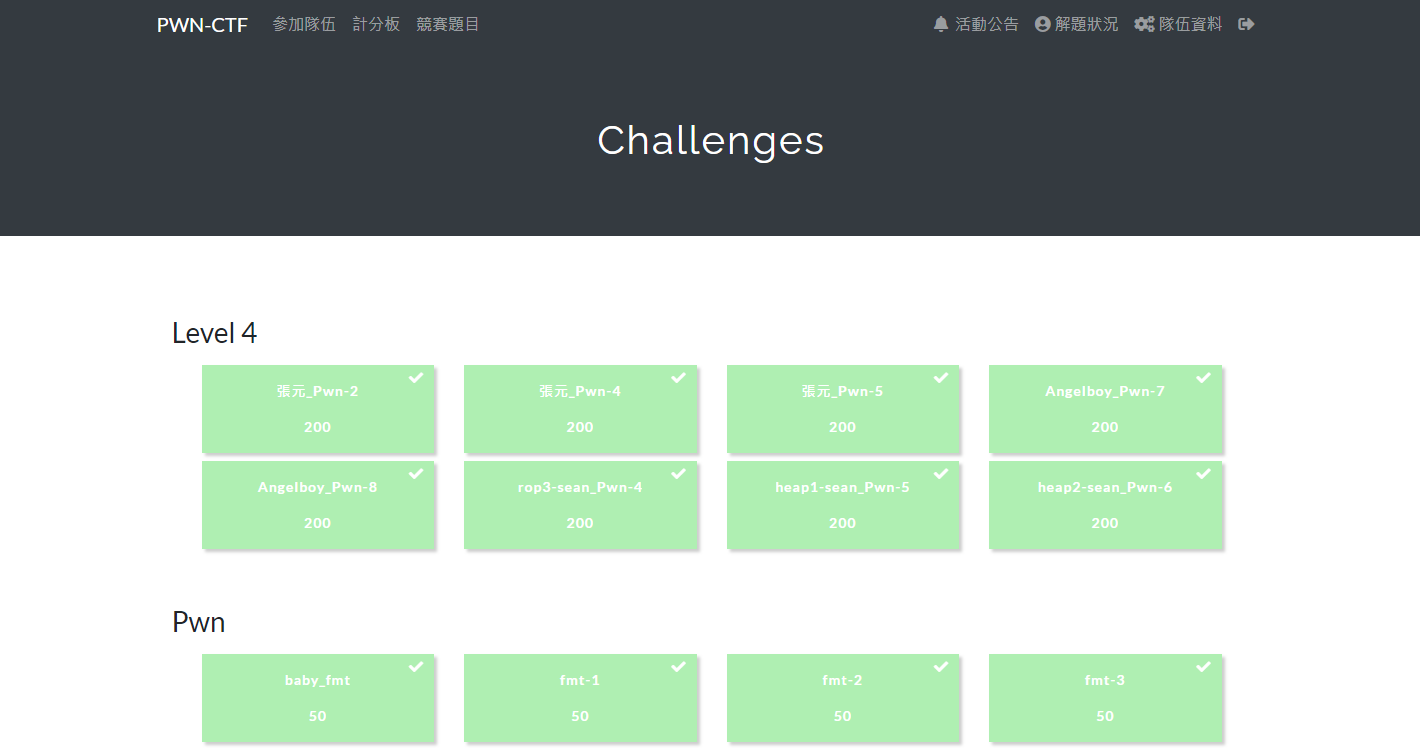 PWN-CTF 參加隊伍 計分板 競賽題目 活動公告 解題狀況 隊伍資料
Challenges
Level 4
張元_Pwn-2 張元_Pwn-4 張元_Pwn-5 Angelboy_Pwn-7
200 200 200 200
Angelboy_Pwn-8 rop3-sean_Pwn-4 heap1-sean_Pwn-5 heap2-sean_Pwn-6
200 200 200 200
Pwn
baby_fmt fmt-1 fmt-2 fmt-3
50 50 50 50